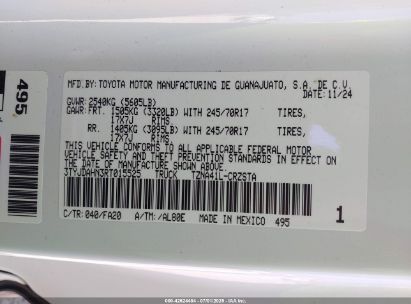 MFD.BY:TOYOTA MOTOR MANUFACTURING DE GUANAJUATO, S.A. DE C.V.
DATE:11/24
GVWR:2540KG (5605LB)
GAWR:FRT. 1505KG (3320LB) WITH 245/70R17 TIRES,
17X7J RIMS
RR. 1405KG (3095LB) WITH 245/70R17 TIRES,
17X7J RIMS
THIS VEHICLE CONFORMS TO ALL APPLICABLE FEDERAL MOTOR
VEHICLE SAFETY AND THEFT PREVENTION STANDARDS IN EFFECT ON
THE DATE OF MANUFACTURE SHOWN ABOVE.
3TYJDAHN3RT015525 TRUCK TZNA41L-CRZSTA
C/TR:040/FA20 A/TM:/AL80E MADE IN MEXICO 495
1
495